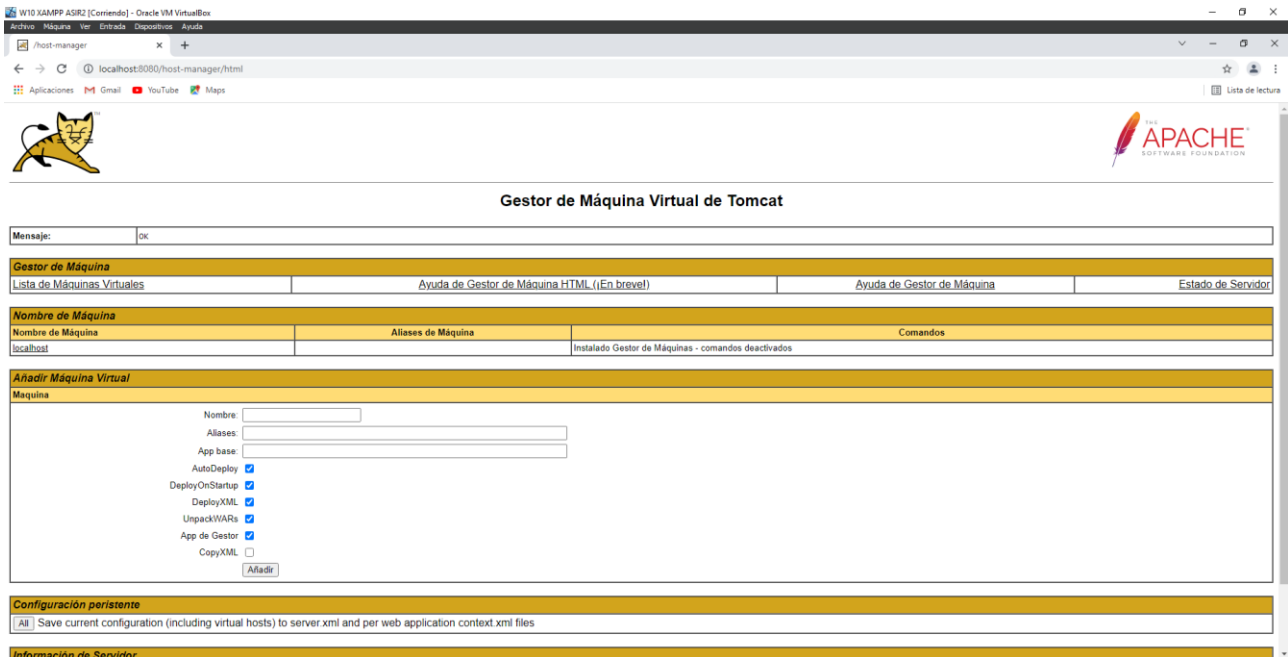 W10 XAMPP ASIR2 [Corriendo] - Oracle VM VirtualBox
Archivo Máquina Ver Entrada Dispositivos Ayuda
/host-manager
localhost:8080/host-manager/html
Aplicaciones Gmail YouTube Maps Lista de lectura
TM
THE
APACHE®
SOFTWARE FOUNDATION
Gestor de Máquina Virtual de Tomcat
Mensaje: OK
Gestor de Máquina
Lista de Máquinas Virtuales Ayuda de Gestor de Máquina HTML (¡En breve!) Ayuda de Gestor de Máquina Estado de Servidor
Nombre de Máquina
Nombre de Máquina Aliases de Máquina Comandos
localhost Instalado Gestor de Máquinas - comandos deactivados
Añadir Máquina Virtual
Maquina
Nombre:
Aliases:
App base:
AutoDeploy
DeployOnStartup
DeployXML
UnpackWARs
App de Gestor
CopyXML
Añadir
Configuración peristente
All Save current configuration (including virtual hosts) to server.xml and per web application context.xml files
Información de Servidor